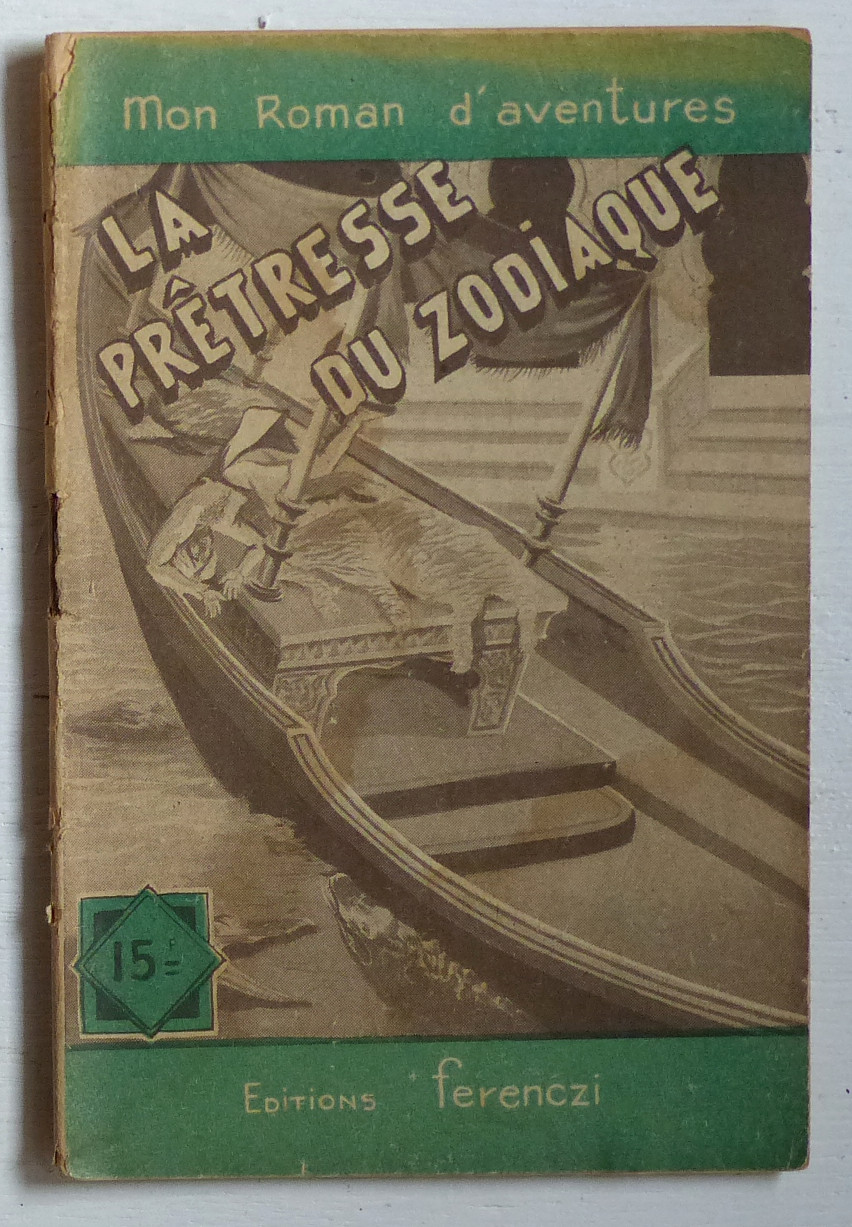 Mon Roman d'aventures
LA
PRÊTRESSE
DU ZODiAQUE
15F=
EDiTiONS ferenczi